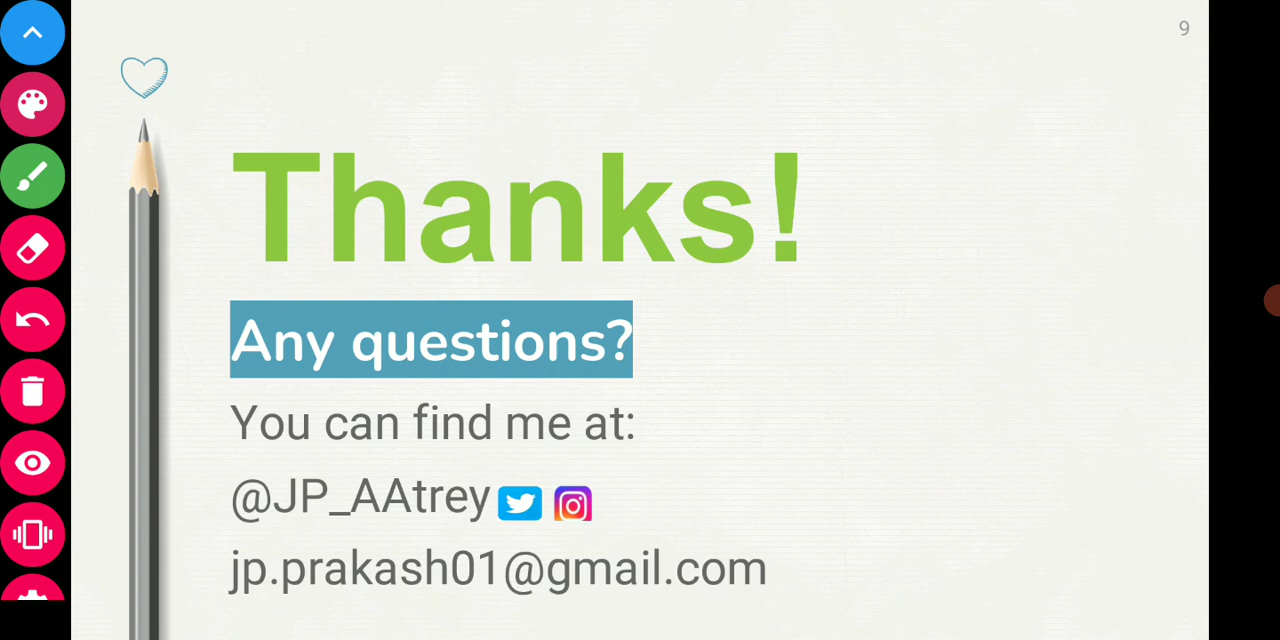 9
Thanks!
Any questions?
You can find me at:
@JP_AAtrey
jp.prakash01@gmail.com